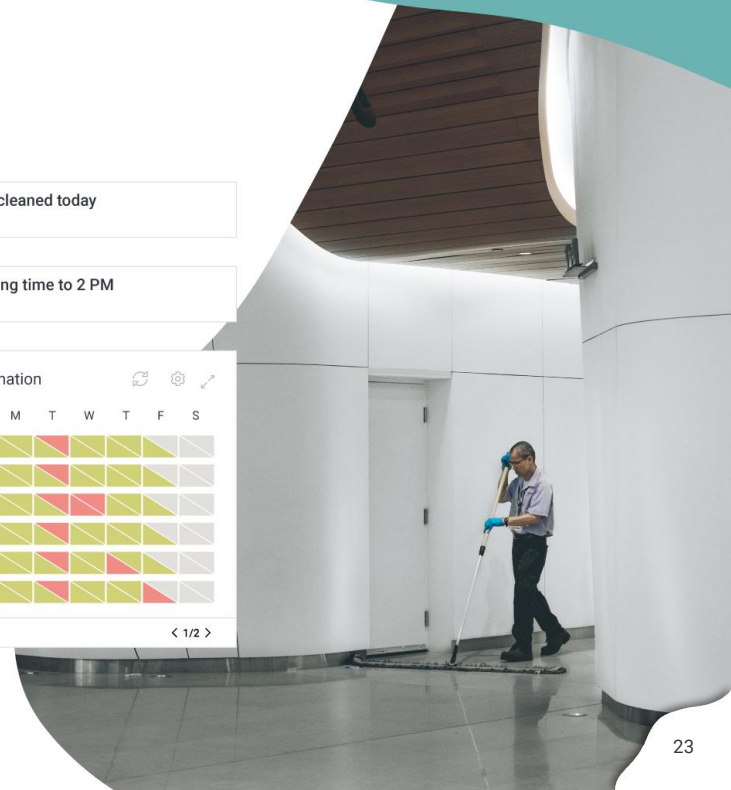 cleaned today
ng time to 2 PM
nation
M T W T F S
< 1/2 >
23